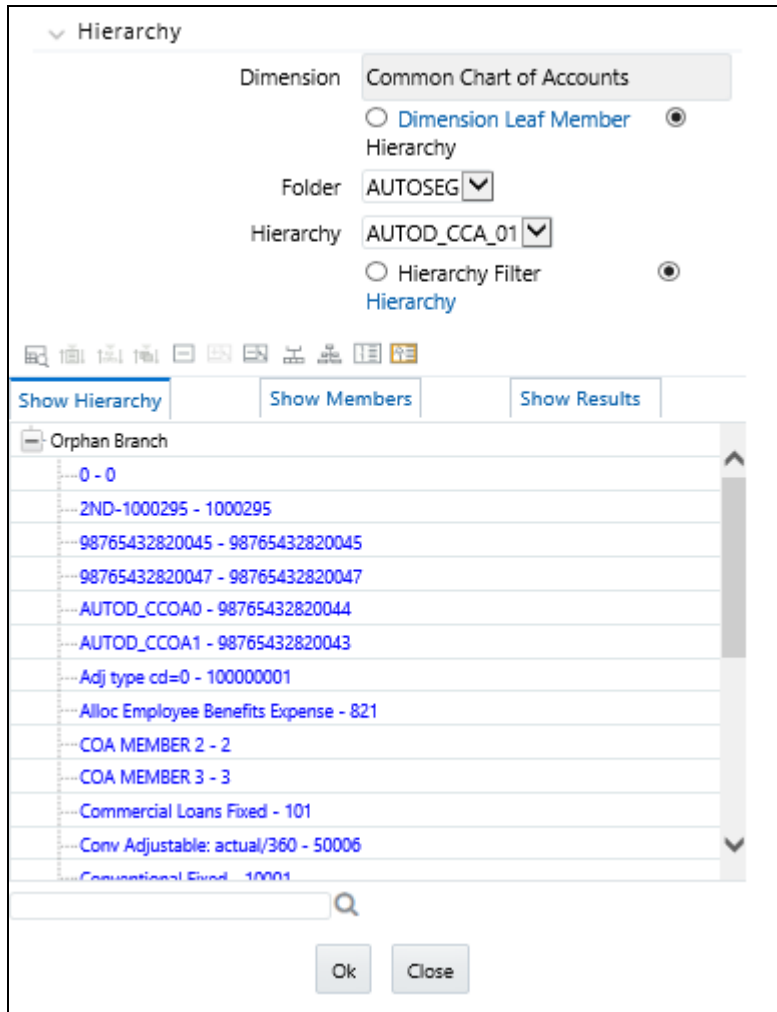 Hierarchy
Dimension Common Chart of Accounts
Dimension Leaf Member
Hierarchy
Folder AUTOSEG
Hierarchy AUTOD_CCA_01
Hierarchy Filter
Hierarchy
Show Hierarchy Show Members Show Results
Orphan Branch
0 - 0
2ND-1000295 - 1000295
98765432820045 - 98765432820045
98765432820047 - 98765432820047
AUTOD_CCOA0 - 98765432820044
AUTOD_CCOA1 - 98765432820043
Adj type cd=0 - 100000001
Alloc Employee Benefits Expense - 821
COA MEMBER 2 - 2
COA MEMBER 3 - 3
Commercial Loans Fixed - 101
Conv Adjustable: actual/360 - 50006
Conventional Fixed - 10001
Ok Close